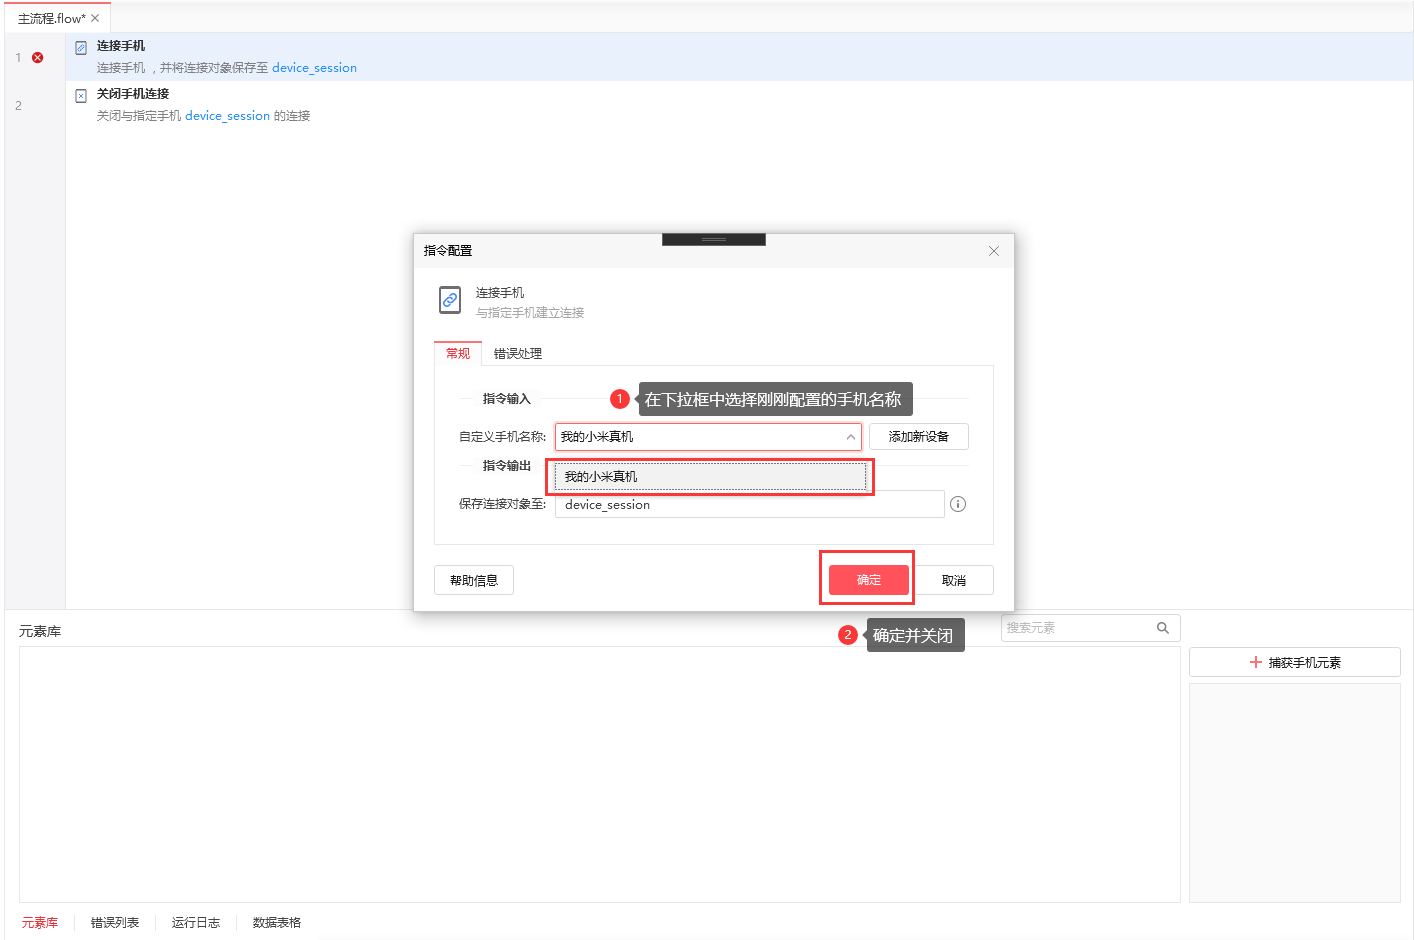 主流程.flow*
1
连接手机
连接手机 ，并将连接对象保存至 device_session
2
关闭手机连接
关闭与指定手机 device_session 的连接
指令配置
连接手机
与指定手机建立连接
常规 错误处理
指令输入
1 在下拉框中选择刚刚配置的手机名称
自定义手机名称: 我的小米真机 添加新设备
指令输出 我的小米真机
保存连接对象至: device_session
帮助信息 确定 取消
2 确定并关闭
元素库 搜索元素
捕获手机元素
元素库 错误列表 运行日志 数据表格